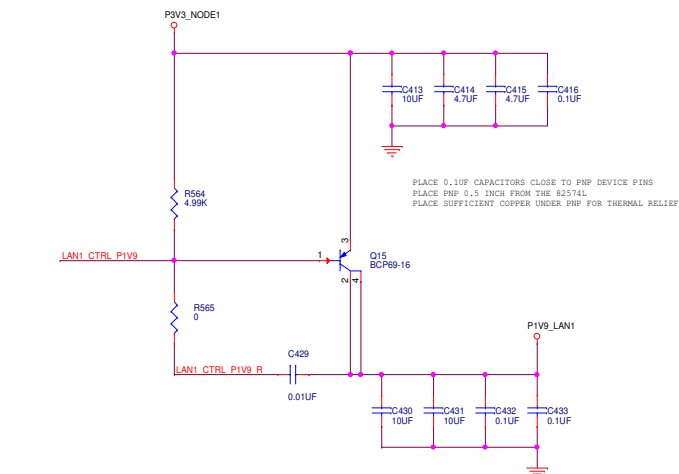 P3V3_NODE1
C413
10UF
C414
4.7UF
C415
4.7UF
C416
0.1UF
PLACE 0.1UF CAPACITORS CLOSE TO PNP DEVICE PINS
PLACE PNP 0.5 INCH FROM THE 82574L
PLACE SUFFICIENT COPPER UNDER PNP FOR THERMAL RELIEF
R564
4.99K
LAN1_CTRL_P1V9
1
3
2
4
Q15
BCP69-16
R565
0
P1V9_LAN1
C429
LAN1_CTRL_P1V9_R
0.01UF
C430
10UF
C431
10UF
C432
0.1UF
C433
0.1UF